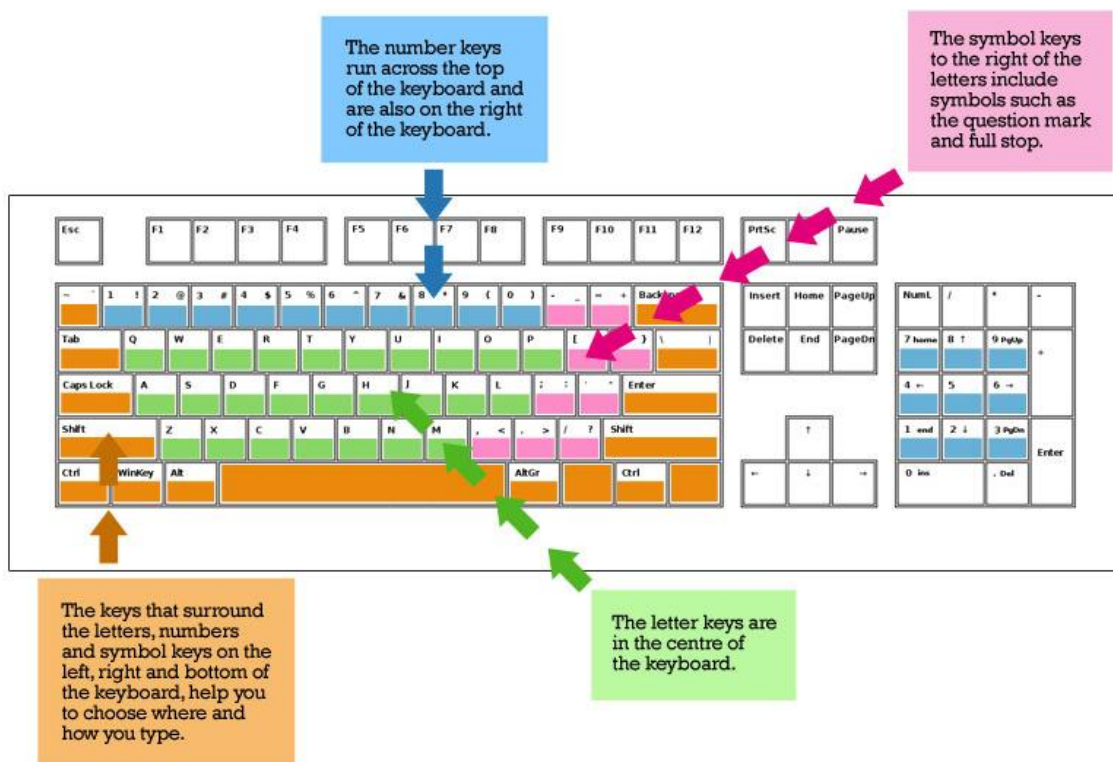 The number keys
run across the top
of the keyboard and
are also on the right
of the keyboard.
The symbol keys
to the right of the
letters include
symbols such as
the question mark
and full stop.
Esc F1 F2 F3 F4 F5 F6 F7 F8 F9 F10 F11 F12 PrtSc Pause
~ ` 1 ! 2 @ 3 # 4 $ 5 % 6 ^ 7 & 8 * 9 ( 0 ) - _ = + Insert Home PageUp NumL / * -
Tab Q W E R T Y U I O P [ } \ | Delete End PageDn 7 home 8 ↑ 9 PgUp +
Caps Lock A S D F G H J K L ; : ' " Enter 4 ← 5 6 →
Shift Z X C V B N M , < . > / ? Shift ↑ 1 end 2 ↓ 3 PgDn Enter
Ctrl WinKey Alt AltGr Ctrl ← ↓ → 0 ins . Del
The keys that surround
the letters, numbers
and symbol keys on the
left, right and bottom of
the keyboard, help you
to choose where and
how you type.
The letter keys are
in the centre of
the keyboard.